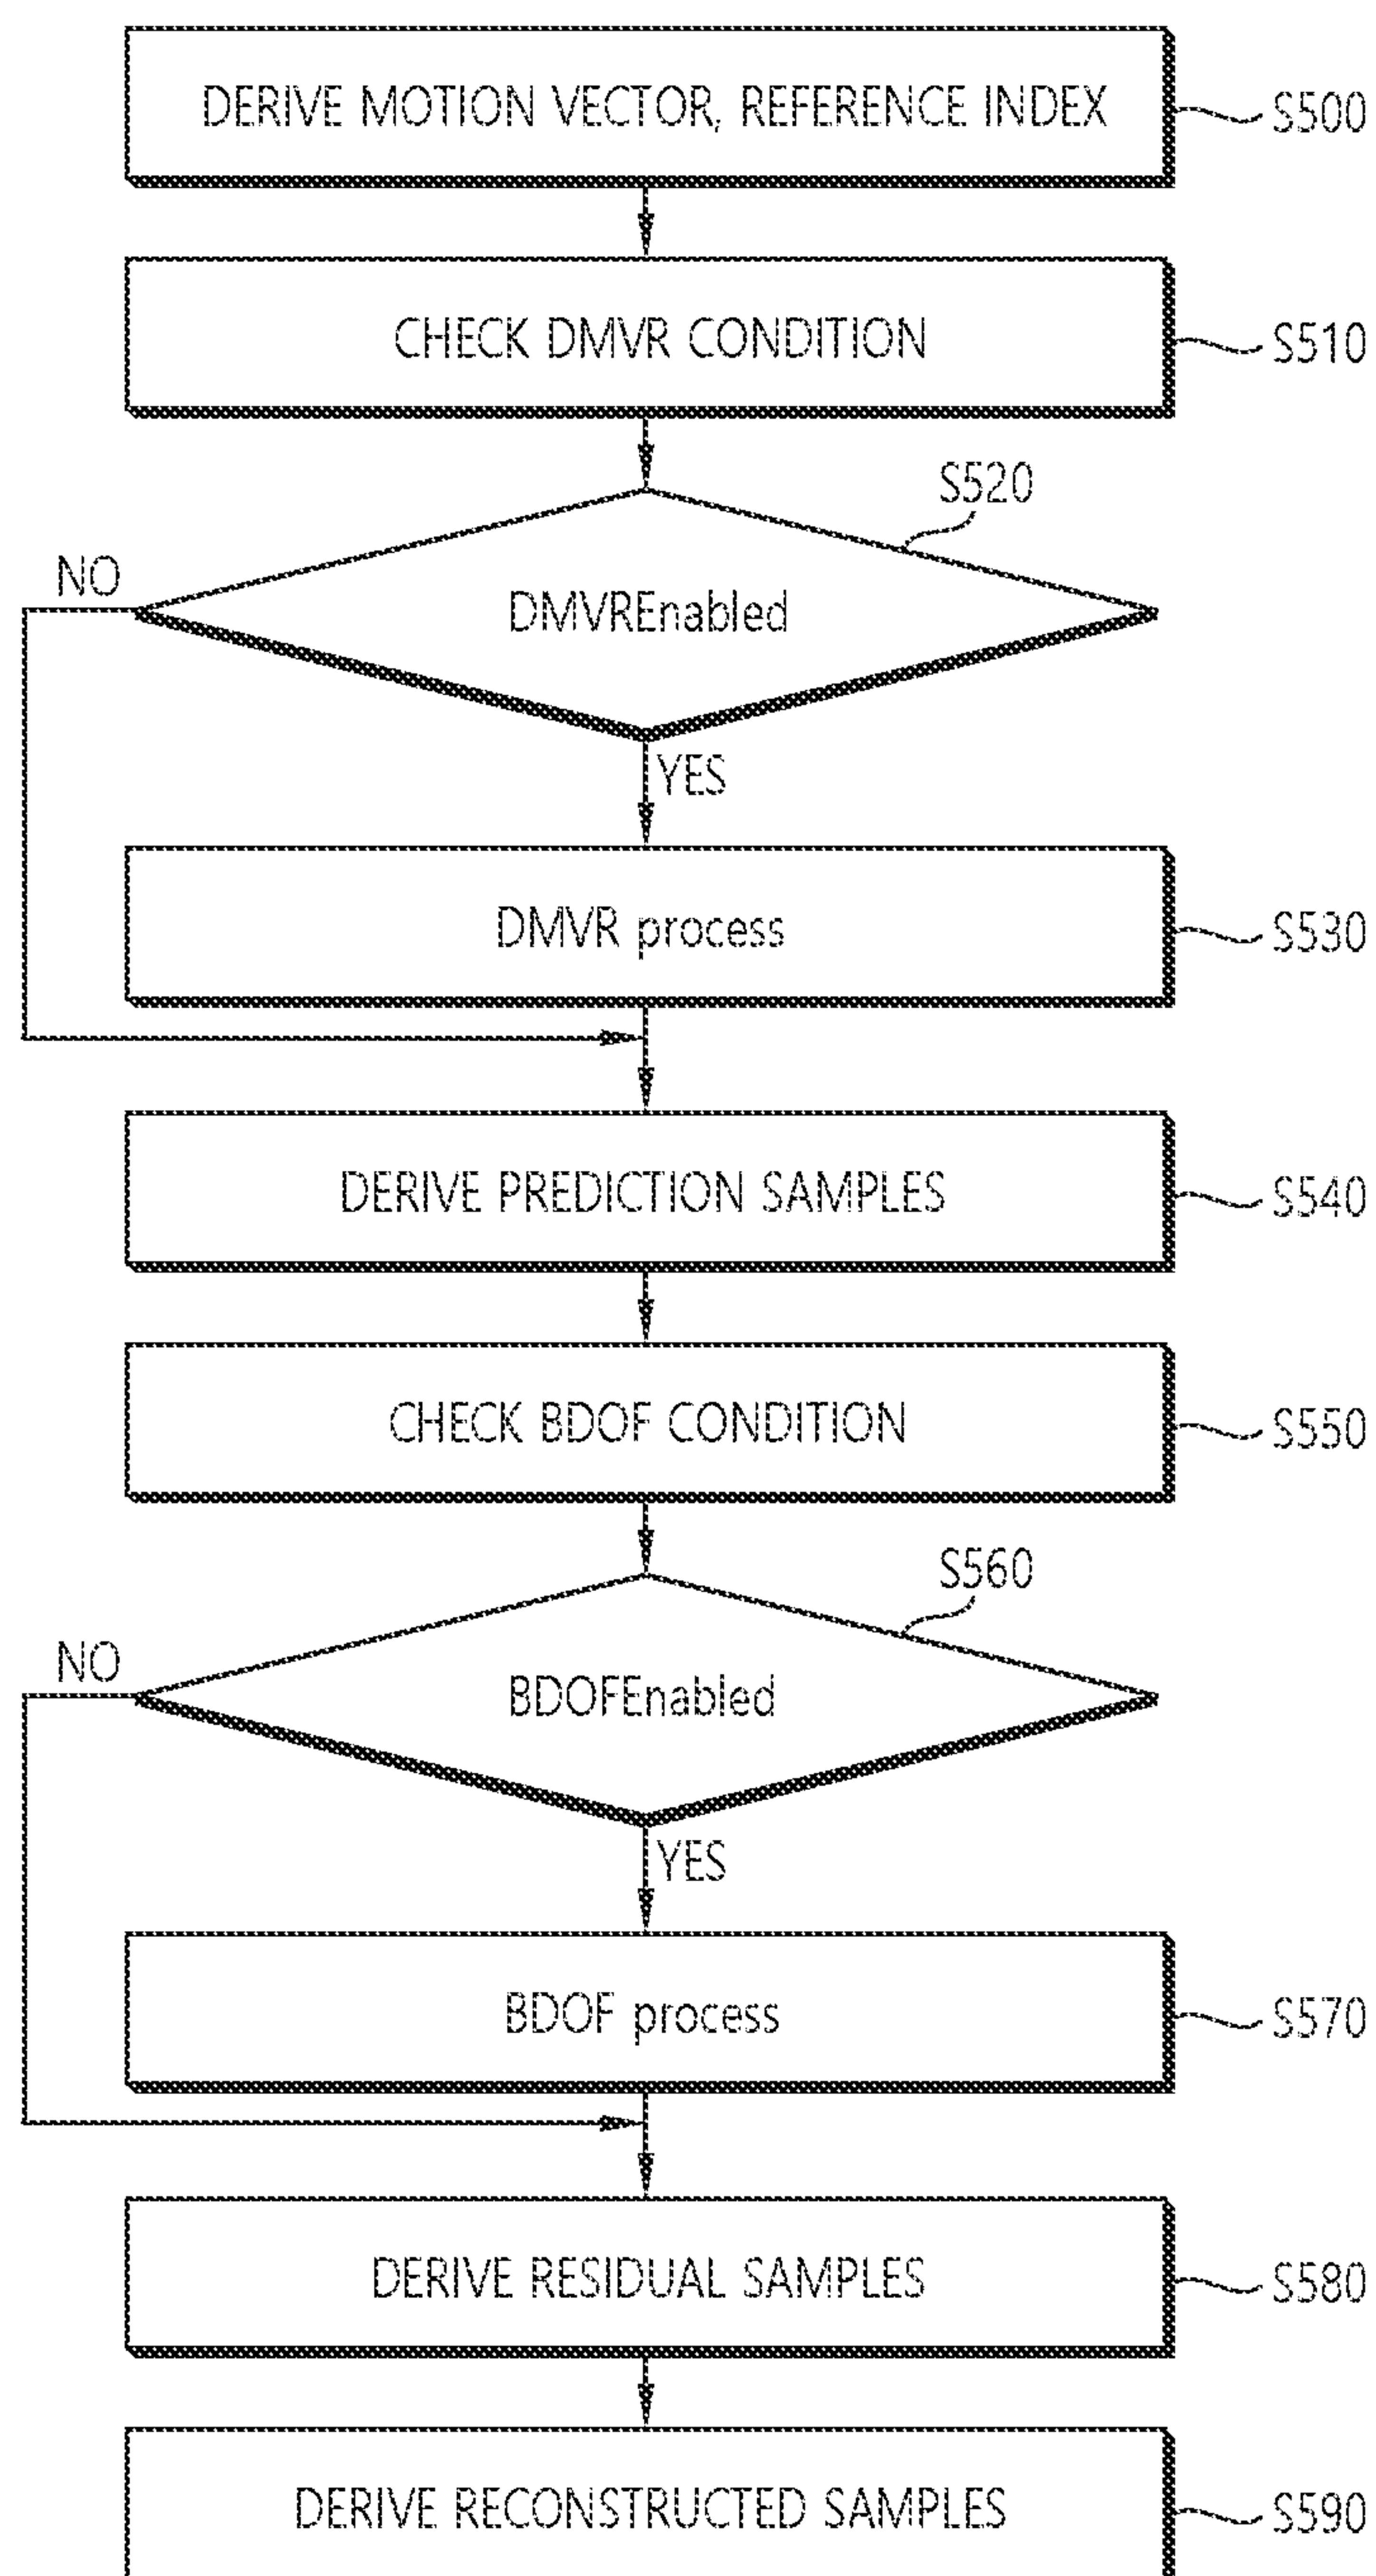 DERIVE MOTION VECTOR, REFERENCE INDEX
S500
CHECK DMVR CONDITION
S510
S520
NO
DMVREnabled
YES
DMVR process
S530
DERIVE PREDICTION SAMPLES
S540
CHECK BDOF CONDITION
S550
S560
NO
BDOFEnabled
YES
BDOF process
S570
DERIVE RESIDUAL SAMPLES
S580
DERIVE RECONSTRUCTED SAMPLES
S590